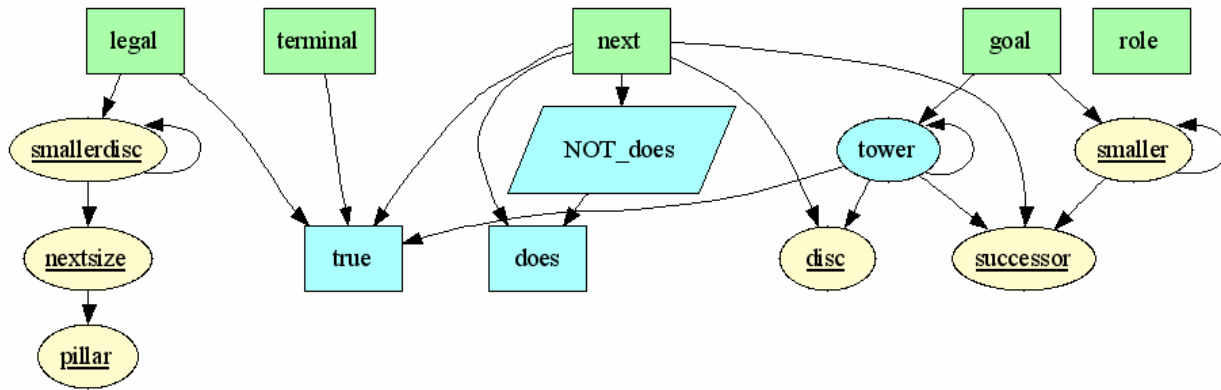 legal
terminal
next
goal
role
smallerdisc
NOT_does
tower
smaller
nextsize
true
does
disc
successor
pillar